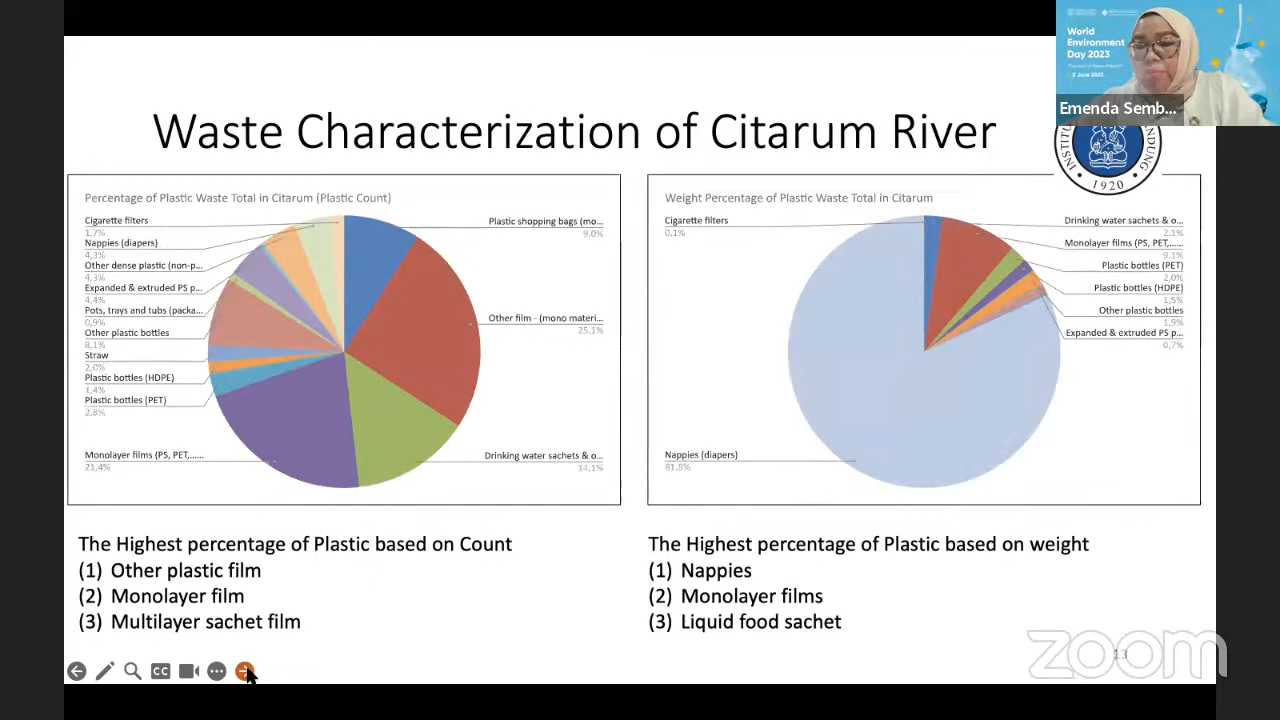 World
Environment
Day 2023
Emenda Semb...
Waste Characterization of Citarum River
1920
Percentage of Plastic Waste Total in Citarum (Plastic Count)
Cigarette filters
1,7%
Nappies (diapers)
4,3%
Other dense plastic (non-p...
4,3%
Expanded & extruded PS p...
4,4%
Pots, trays and tubs (packa...
0,9%
Other plastic bottles
8,1%
Straw
2,0%
Plastic bottles (HDPE)
1,4%
Plastic bottles (PET)
2,8%
Monolayer films (PS, PET,......
21,4%
Plastic shopping bags (mo...
9,0%
Other film - (mono materi...
25,1%
Drinking water sachets & o...
14,1%
Weight Percentage of Plastic Waste Total in Citarum
Cigarette filters
0,1%
Nappies (diapers)
81,8%
Drinking water sachets & o...
2,1%
Monolayer films (PS, PET,......
9,1%
Plastic bottles (PET)
2,0%
Plastic bottles (HDPE)
1,5%
Other plastic bottles
1,9%
Expanded & extruded PS p...
0,7%
The Highest percentage of Plastic based on Count
(1) Other plastic film
(2) Monolayer film
(3) Multilayer sachet film
The Highest percentage of Plastic based on weight
(1) Nappies
(2) Monolayer films
(3) Liquid food sachet
CC
13
zoom